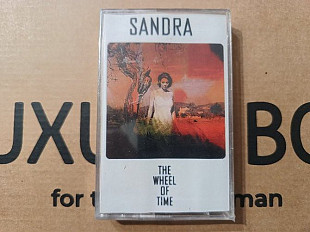 SANDRA
UXU
BO
for t
man
THE
WHEEL
OF
TIME